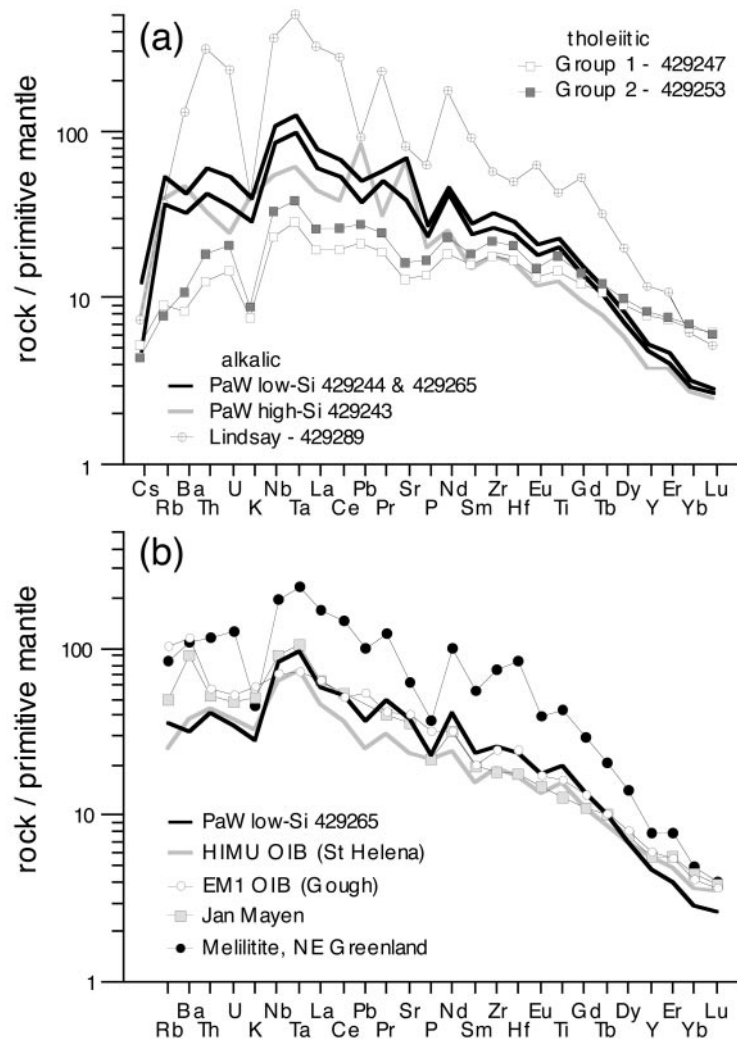 (a)
tholeiitic
Group 1 - 429247
Group 2 - 429253
rock / primitive mantle
100
10
1
alkalic
PaW low-Si 429244 & 429265
PaW high-Si 429243
Lindsay - 429289
Cs Ba U Nb La Pb Sr Nd Zr Eu Gd Dy Er Lu
Rb Th K Ta Ce Pr P Sm Hf Ti Tb Y Yb
(b)
rock / primitive mantle
100
10
1
PaW low-Si 429265
HIMU OIB (St Helena)
EM1 OIB (Gough)
Jan Mayen
Melilitite, NE Greenland
Ba U Nb La Pb Sr Nd Zr Eu Gd Dy Er Lu
Rb Th K Ta Ce Pr P Sm Hf Ti Tb Y Yb